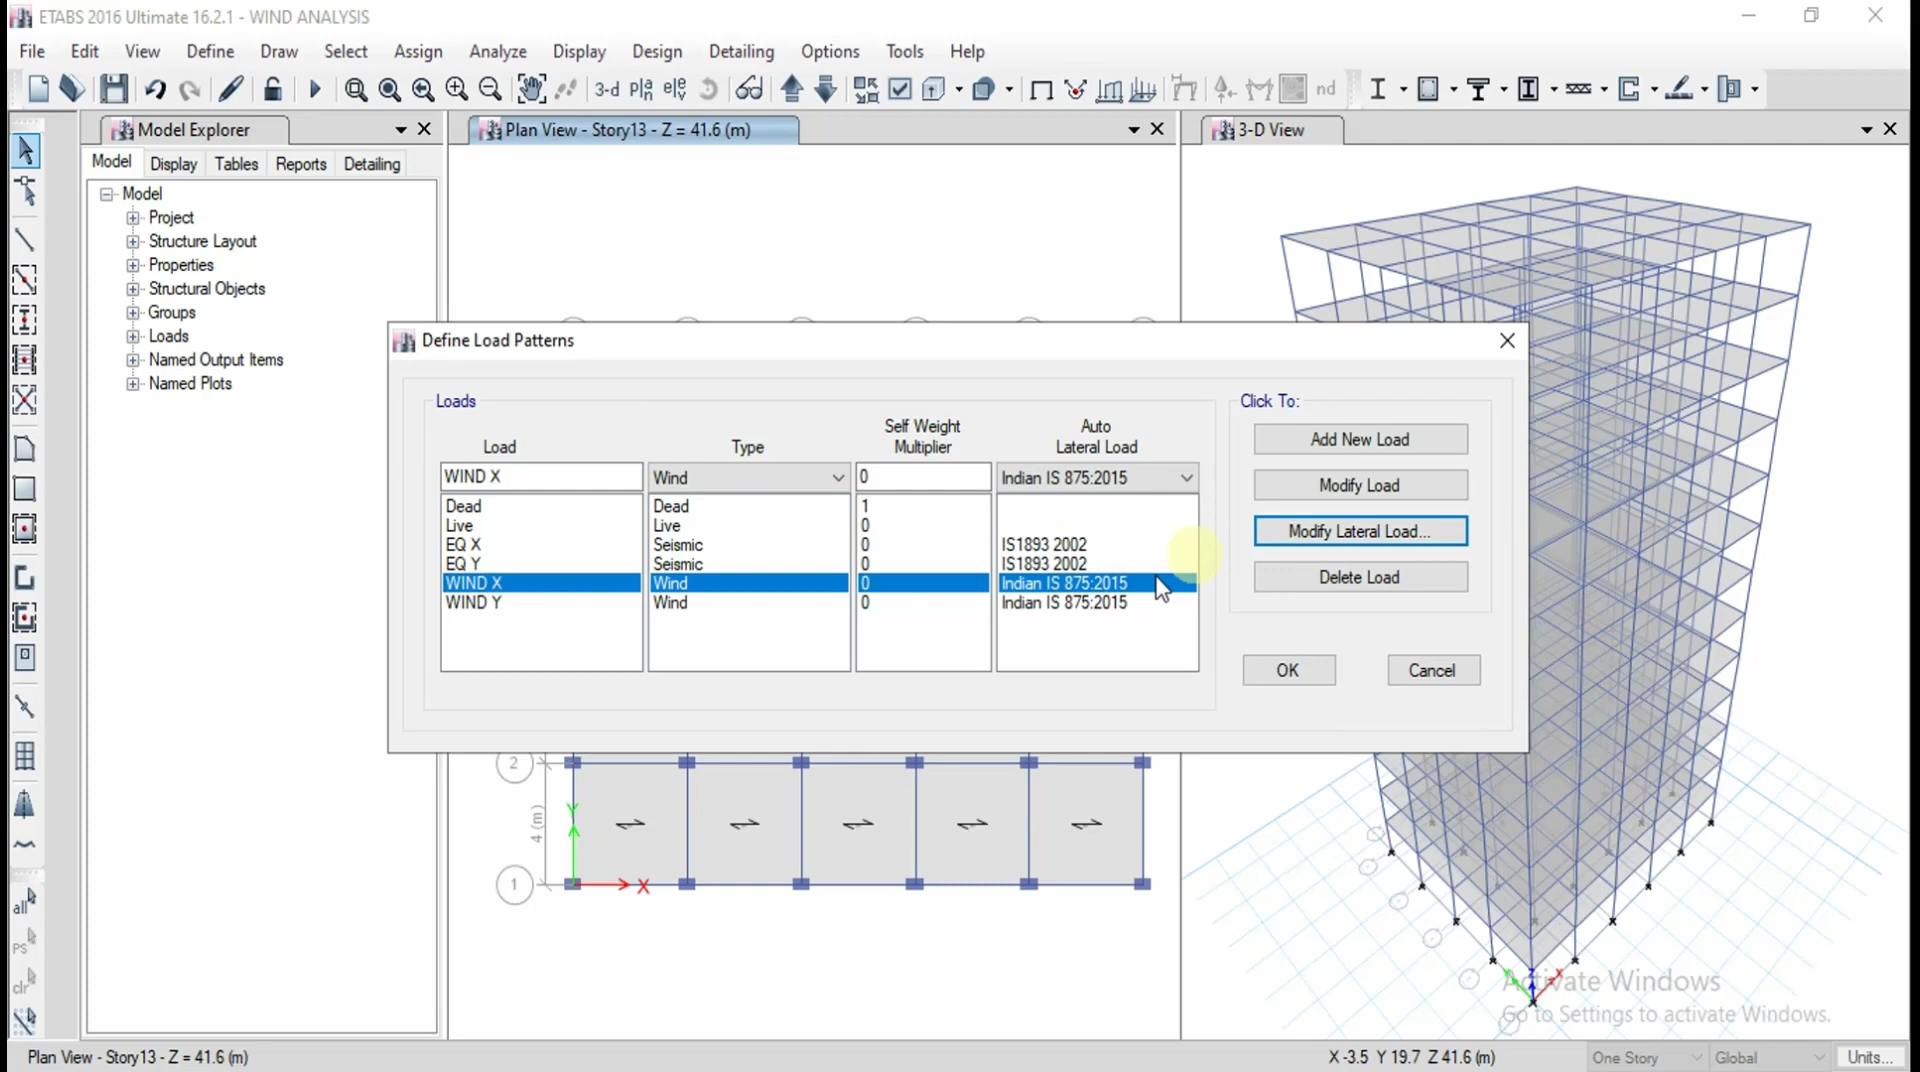 ETABS 2016 Ultimate 16.2.1 - WIND ANALYSIS
File Edit View Define Draw Select Assign Analyze Display Design Detailing Options Tools Help
3-d pla ele nd
Model Explorer
Plan View - Story13 - Z = 41.6 (m)
3-D View
Model Display Tables Reports Detailing
Model
Project
Structure Layout
Properties
Structural Objects
Groups
Loads
Named Output Items
Named Plots
Define Load Patterns
Loads
Click To:
Load Type Self Weight Multiplier Auto Lateral Load
WIND X Wind 0 Indian IS 875:2015
Dead Dead 1
Live Live 0
EQ X Seismic 0 IS1893 2002
EQ Y Seismic 0 IS1893 2002
WIND X Wind 0 Indian IS 875:2015
WIND Y Wind 0 Indian IS 875:2015
Add New Load
Modify Load
Modify Lateral Load...
Delete Load
OK Cancel
2
4 (m)
Y
1
X
all
PS
clr
Z
X
Activate Windows
Go to Settings to activate Windows.
Plan View - Story13 - Z = 41.6 (m)
X -3.5 Y 19.7 Z 41.6 (m)
One Story Global Units...